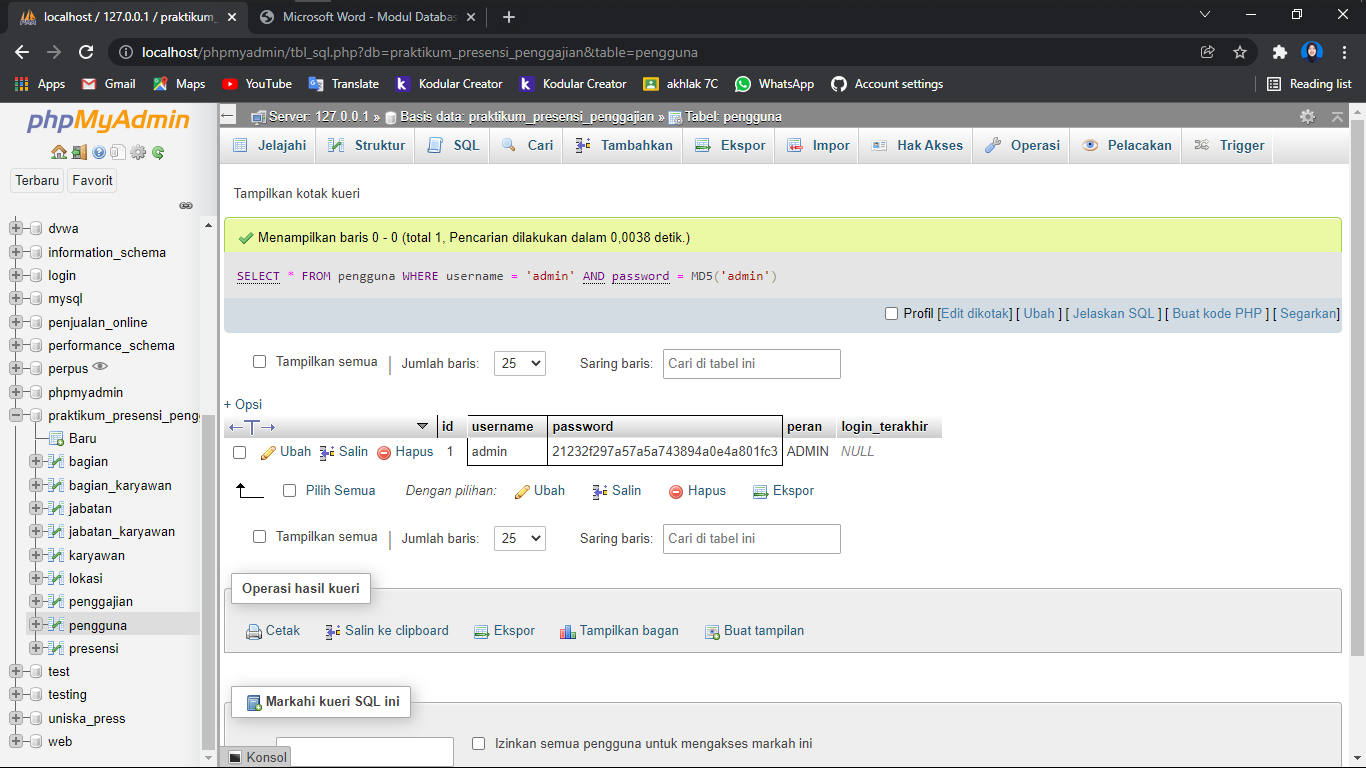 localhost / 127.0.0.1 / praktikum_
Microsoft Word - Modul Databas
localhost/phpmyadmin/tbl_sql.php?db=praktikum_presensi_penggajian&table=pengguna
Apps Gmail Maps YouTube Translate Kodular Creator Kodular Creator akhlak 7C WhatsApp Account settings Reading list
phpMyAdmin
Terbaru Favorit
dvwa
information_schema
login
mysql
penjualan_online
performance_schema
perpus
phpmyadmin
praktikum_presensi_peng
Baru
bagian
bagian_karyawan
jabatan
jabatan_karyawan
karyawan
lokasi
penggajian
pengguna
presensi
test
testing
uniska_press
web
Server: 127.0.0.1 » Basis data: praktikum_presensi_penggajian » Tabel: pengguna
Jelajahi Struktur SQL Cari Tambahkan Ekspor Impor Hak Akses Operasi Pelacakan Trigger
Tampilkan kotak kueri
Menampilkan baris 0 - 0 (total 1, Pencarian dilakukan dalam 0,0038 detik.)
SELECT * FROM pengguna WHERE username = 'admin' AND password = MD5('admin')
Profil [Edit dikotak] [ Ubah ] [ Jelaskan SQL ] [ Buat kode PHP ] [ Segarkan]
Tampilkan semua | Jumlah baris: 25 Saring baris: Cari di tabel ini
+ Opsi
←T→ id username password peran login_terakhir
Ubah Salin Hapus 1 admin 21232f297a57a5a743894a0e4a801fc3 ADMIN NULL
Pilih Semua Dengan pilihan: Ubah Salin Hapus Ekspor
Tampilkan semua | Jumlah baris: 25 Saring baris: Cari di tabel ini
Operasi hasil kueri
Cetak Salin ke clipboard Ekspor Tampilkan bagan Buat tampilan
Markahi kueri SQL ini
Izinkan semua pengguna untuk mengakses markah ini
Konsol